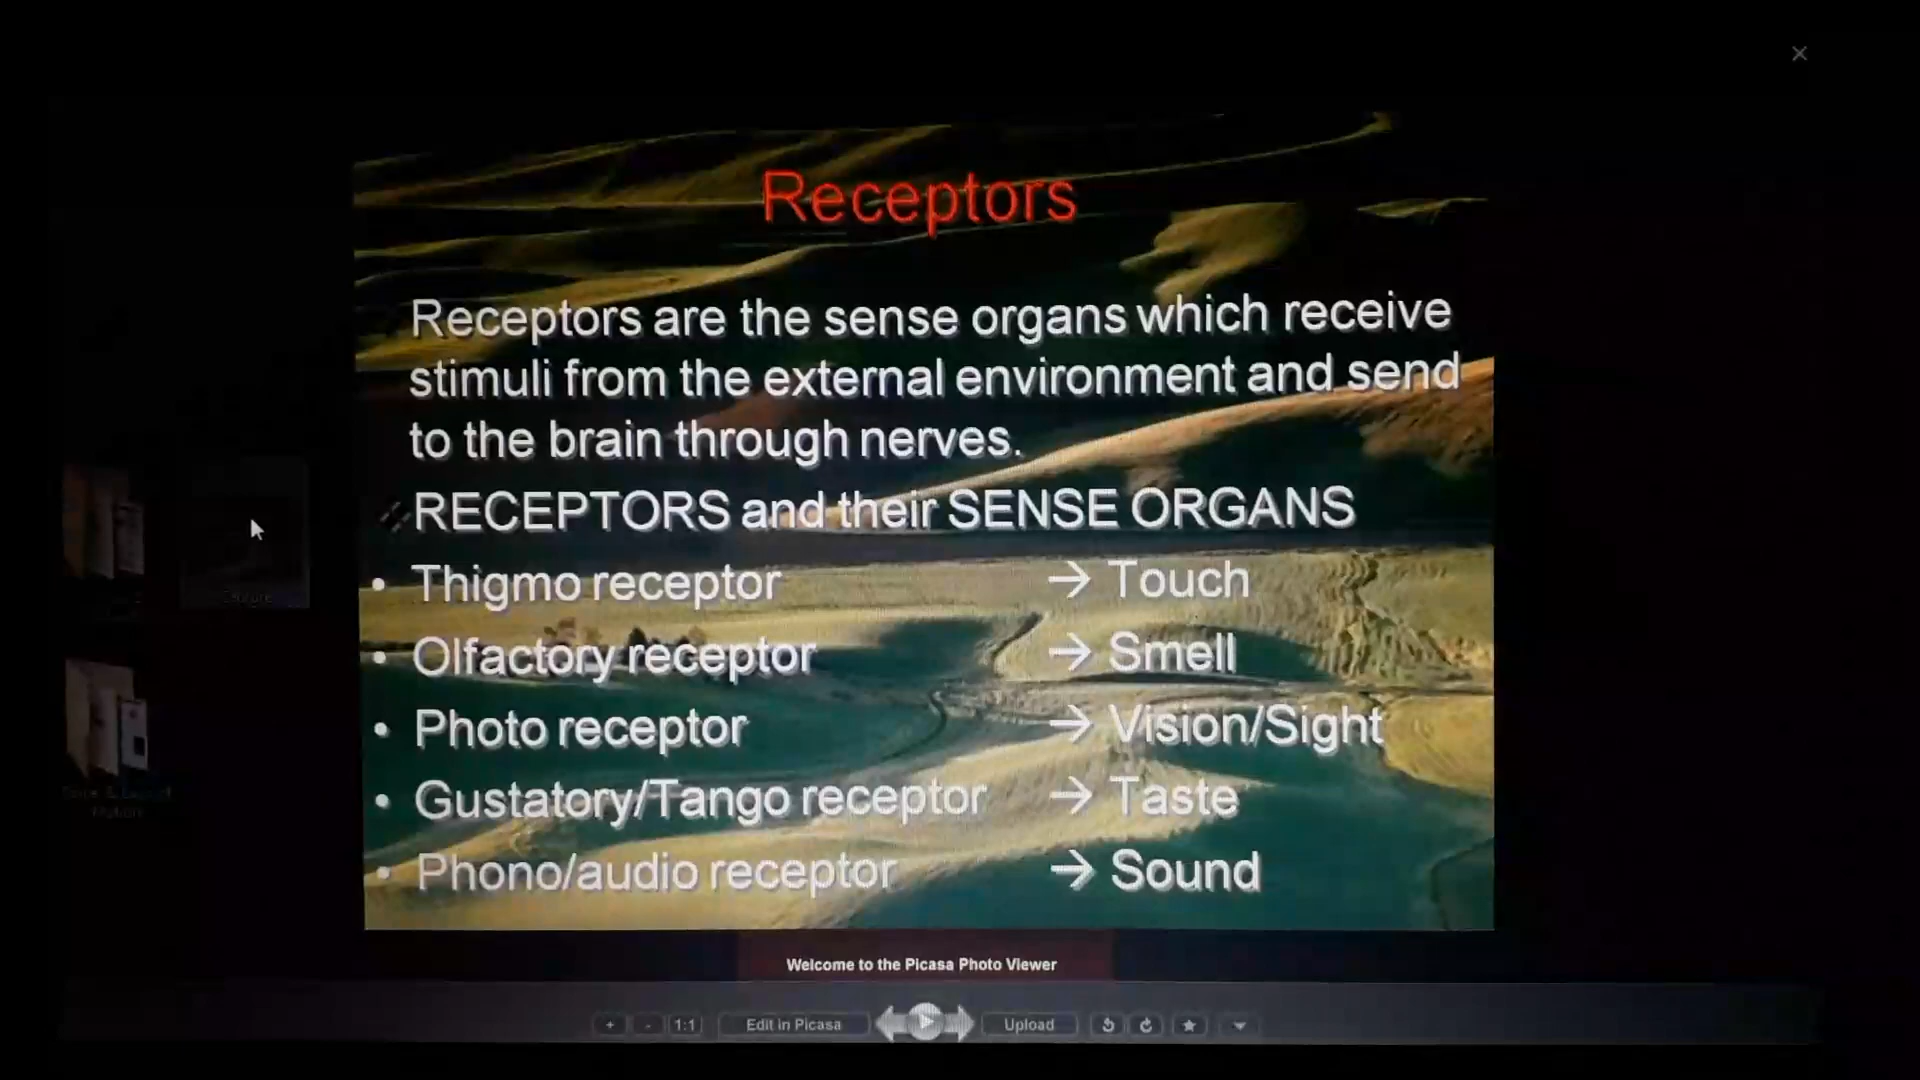 Receptors
Receptors are the sense organs which receive
stimuli from the external environment and send
to the brain through nerves.
RECEPTORS and their SENSE ORGANS
• Thigmo receptor → Touch
• Olfactory receptor → Smell
• Photo receptor → Vision/Sight
• Gustatory/Tango receptor → Taste
• Phono/audio receptor → Sound
Welcome to the Picasa Photo Viewer
+ - 1:1 Edit in Picasa Upload